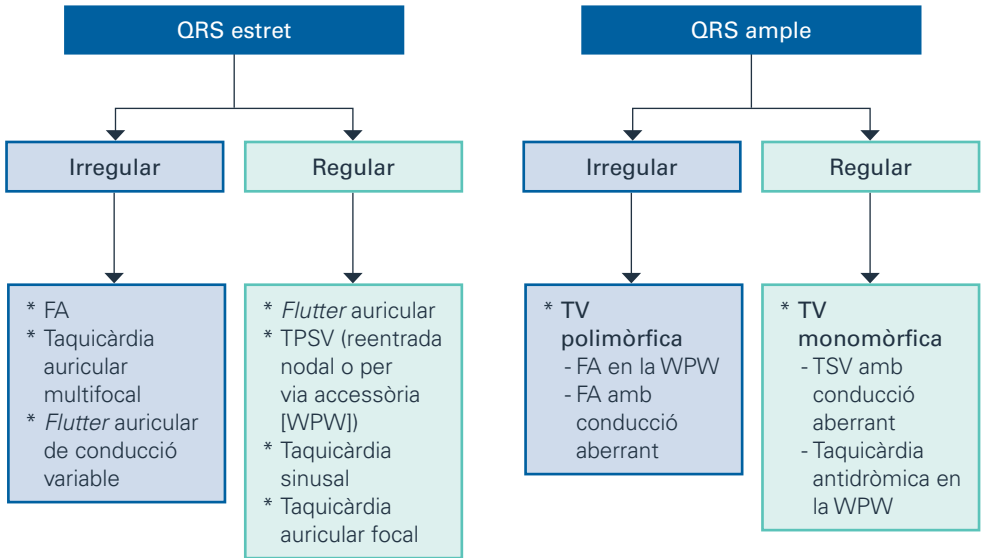 QRS estret
QRS ample
Irregular
Regular
Irregular
Regular
* FA
* Taquicàrdia
auricular
multifocal
* Flutter auricular
de conducció
variable
* Flutter auricular
* TPSV (reentrada
nodal o per
via accessòria
[WPW])
* Taquicàrdia
sinusal
* Taquicàrdia
auricular focal
* TV
polimòrfica
- FA en la WPW
- FA amb
conducció
aberrant
* TV
monomòrfica
- TSV amb
conducció
aberrant
- Taquicàrdia
antidròmica en
la WPW